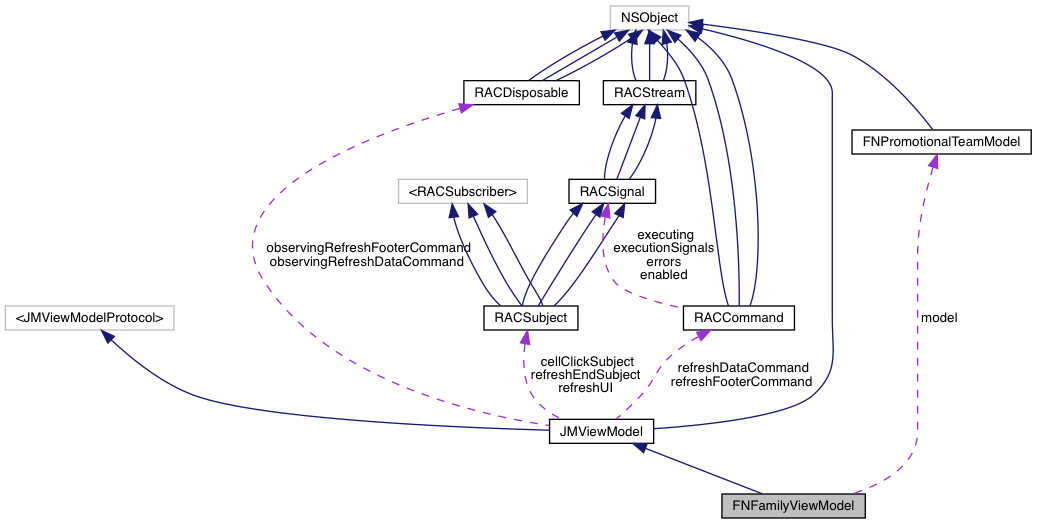 NSObject
RACDisposable
RACStream
FNPromotionalTeamModel
<RACSubscriber>
RACSignal
executing
executionSignals
errors
enabled
observingRefreshFooterCommand
observingRefreshDataCommand
<JMViewModelProtocol>
RACSubject
RACCommand
model
cellClickSubject
refreshEndSubject
refreshUI
refreshDataCommand
refreshFooterCommand
JMViewModel
FNFamilyViewModel